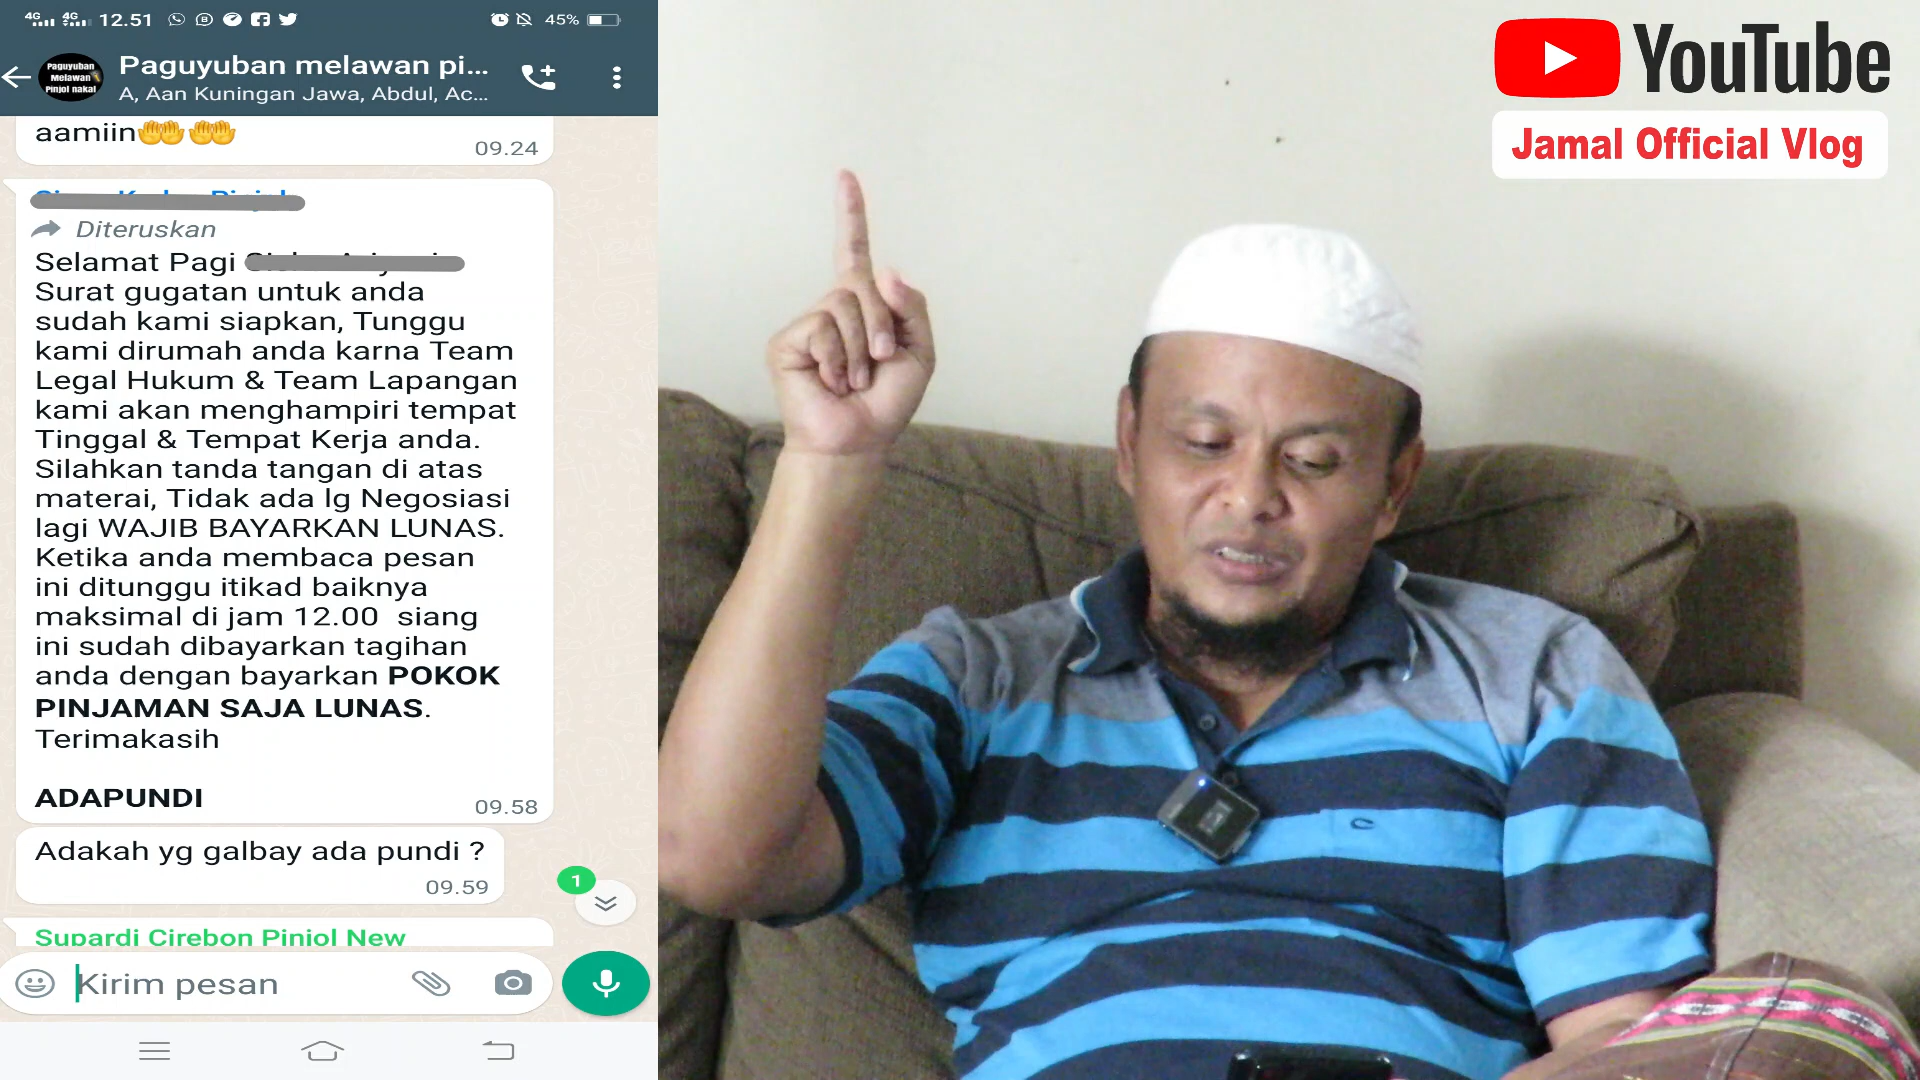 4G 4G 12.51 45%
Paguyuban melawan pi...
A, Aan Kuningan Jawa, Abdul, Ac...
Paguyuban
Melawan
Pinjol nakal
aamiin🤲🤲
09.24
Diteruskan
Selamat Pagi
Surat gugatan untuk anda
sudah kami siapkan, Tunggu
kami dirumah anda karna Team
Legal Hukum & Team Lapangan
kami akan menghampiri tempat
Tinggal & Tempat Kerja anda.
Silahkan tanda tangan di atas
materai, Tidak ada lg Negosiasi
lagi WAJIB BAYARKAN LUNAS.
Ketika anda membaca pesan
ini ditunggu itikad baiknya
maksimal di jam 12.00 siang
ini sudah dibayarkan tagihan
anda dengan bayarkan POKOK
PINJAMAN SAJA LUNAS.
Terimakasih
ADAPUNDI
09.58
Adakah yg galbay ada pundi ?
09.59
1
Supardi Cirebon Pinjol New
Kirim pesan
YouTube
Jamal Official Vlog